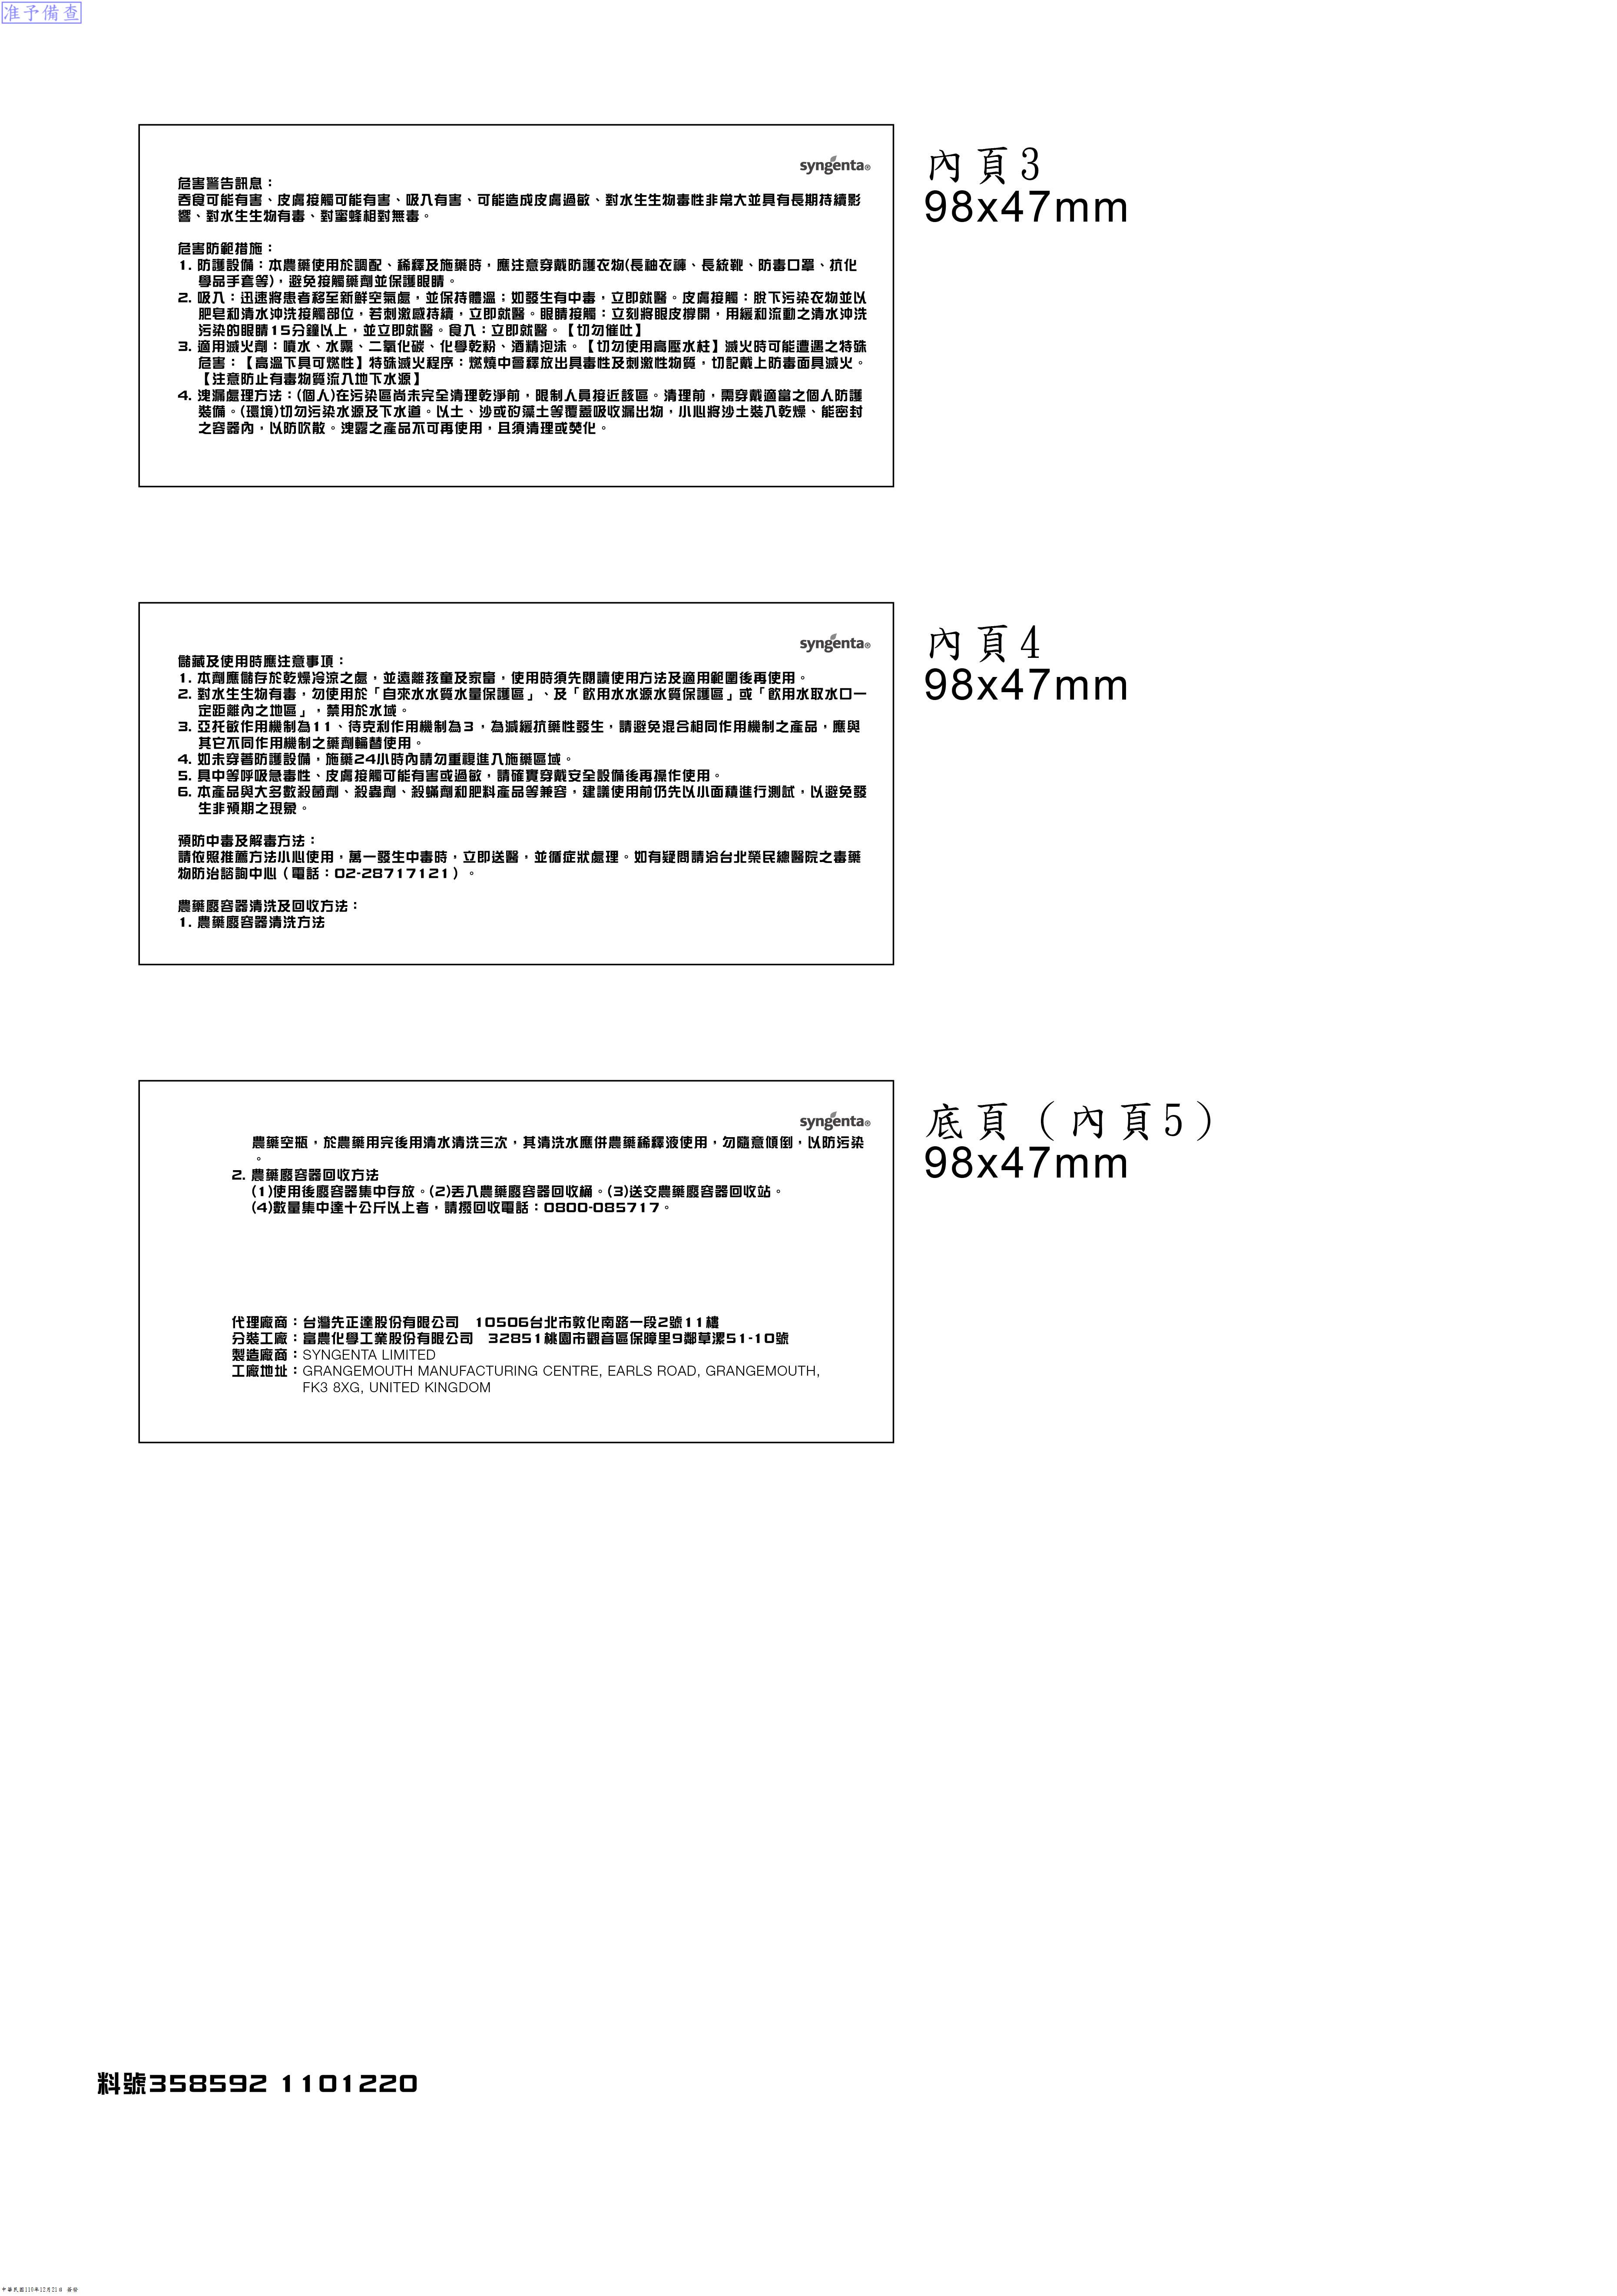 准予備查
syngenta®
內頁3
98x47mm
危害警告訊息：
吞食可能有害、皮膚接觸可能有害、吸入有害、可能造成皮膚過敏、對水生生物毒性非常大並具有長期持續影
響、對水生生物有毒、對蜜蜂相對無毒。
危害防範措施：
1. 防護設備：本農藥使用於調配、稀釋及施藥時，應注意穿戴防護衣物(長袖衣褲、長統靴、防毒口罩、抗化
學品手套等)，避免接觸藥劑並保護眼睛。
2. 吸入：迅速將患者移至新鮮空氣處，並保持體溫；如發生有中毒，立即就醫。皮膚接觸：脫下污染衣物並以
肥皂和清水沖洗接觸部位，若刺激感持續，立即就醫。眼睛接觸：立刻將眼皮撐開，用緩和流動之清水沖洗
污染的眼睛15分鐘以上，並立即就醫。食入：立即就醫。【切勿催吐】
3. 適用滅火劑：噴水、水霧、二氧化碳、化學乾粉、酒精泡沫。【切勿使用高壓水柱】滅火時可能遭遇之特殊
危害：【高溫下具可燃性】特殊滅火程序：燃燒中會釋放出具毒性及刺激性物質，切記戴上防毒面具滅火。
【注意防止有毒物質流入地下水源】
4. 洩漏處理方法：(個人)在污染區尚未完全清理乾淨前，限制人員接近該區。清理前，需穿戴適當之個人防護
裝備。(環境)切勿污染水源及下水道。以土、沙或矽藻土等覆蓋吸收漏出物，小心將沙土裝入乾燥、能密封
之容器內，以防吹散。洩露之產品不可再使用，且須清理或焚化。
syngenta®
內頁4
98x47mm
儲藏及使用時應注意事項：
1. 本劑應儲存於乾燥冷涼之處，並遠離孩童及家畜，使用時須先閱讀使用方法及適用範圍後再使用。
2. 對水生生物有毒，勿使用於「自來水水質水量保護區」、及「飲用水水源水質保護區」或「飲用水取水口一
定距離內之地區」，禁用於水域。
3. 亞托敏作用機制為11、待克利作用機制為3，為減緩抗藥性發生，請避免混合相同作用機制之產品，應與
其它不同作用機制之藥劑輪替使用。
4. 如未穿著防護設備，施藥24小時內請勿重複進入施藥區域。
5. 具中等呼吸急毒性、皮膚接觸可能有害或過敏，請確實穿戴安全設備後再操作使用。
6. 本產品與大多數殺菌劑、殺蟲劑、殺蟎劑和肥料產品等兼容，建議使用前仍先以小面積進行測試，以避免發
生非預期之現象。
預防中毒及解毒方法：
請依照推薦方法小心使用，萬一發生中毒時，立即送醫，並循症狀處理。如有疑問請洽台北榮民總醫院之毒藥
物防治諮詢中心（電話：02-28717121）。
農藥廢容器清洗及回收方法：
1. 農藥廢容器清洗方法
syngenta®
底頁（內頁5）
98x47mm
農藥空瓶，於農藥用完後用清水清洗三次，其清洗水應併農藥稀釋液使用，勿隨意傾倒，以防污染
。
2. 農藥廢容器回收方法
(1)使用後廢容器集中存放。(2)丟入農藥廢容器回收桶。(3)送交農藥廢容器回收站。
(4)數量集中達十公斤以上者，請撥回收電話：0800-085717。
代理廠商：台灣先正達股份有限公司　10506台北市敦化南路一段2號11樓
分裝工廠：富農化學工業股份有限公司　32851桃園市觀音區保障里9鄰草漯51-10號
製造廠商：SYNGENTA LIMITED
工廠地址：GRANGEMOUTH MANUFACTURING CENTRE, EARLS ROAD, GRANGEMOUTH,
FK3 8XG, UNITED KINGDOM
料號358592 1101220
中華民國110年12月21日